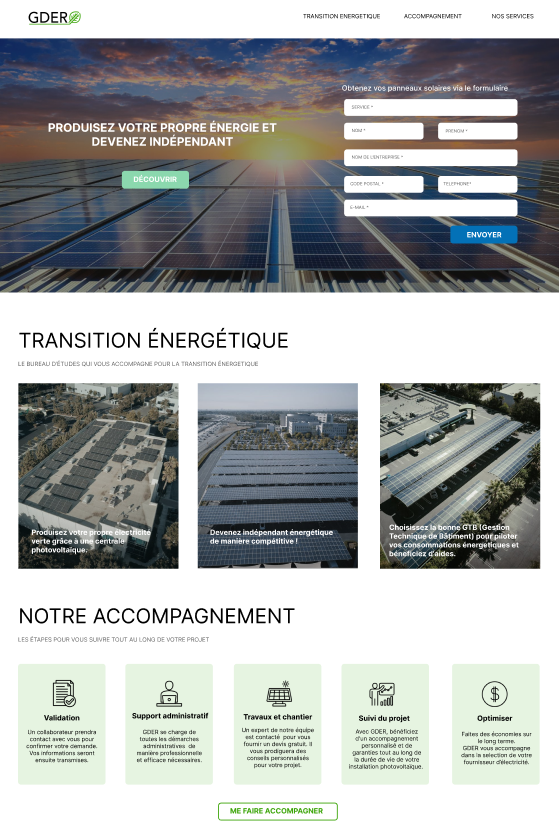 GDER
TRANSITION ENERGETIQUE
ACCOMPAGNEMENT
NOS SERVICES
Obtenez vos panneaux solaires via le formulaire
SERVICE *
NOM *
PRENOM *
NOM DE L'ENTREPRISE *
CODE POSTAL *
TELEPHONE*
E-MAIL *
ENVOYER
PRODUISEZ VOTRE PROPRE ÉNERGIE ET
DEVENEZ INDÉPENDANT
DÉCOUVRIR
TRANSITION ÉNERGÉTIQUE
LE BUREAU D'ÉTUDES QUI VOUS ACCOMPAGNE POUR LA TRANSITION ÉNERGETIQUE
Produisez votre propre électricité
verte grâce à une centrale
photovoltaïque.
Devenez indépendant énergétique
de manière compétitive !
Choisissez la bonne GTB (Gestion
Technique de Bâtiment) pour piloter
vos consommations énergetiques et
bénéficiez d'aides.
NOTRE ACCOMPAGNEMENT
LES ÉTAPES POUR VOUS SUIVRE TOUT AU LONG DE VOTRE PROJET
Validation
Un collaborateur prendra
contact avec vous pour
confirmer votre demande.
Vos informations seront
ensuite transmises.
Support administratif
GDER se charge de
toutes les démarches
administratives de
manière professionelle
et efficace nécessaires.
Travaux et chantier
Un expert de notre équipe
est contacté pour vous
fournir un devis gratuit. Il
vous prodiguera des
conseils personnalisés
pour votre projet.
Suivi du projet
Avec GDER, bénéficiez
d'un accompagnement
personnalisé et de
garanties tout au long de
la durée de vie de votre
installation photovoltaïque.
Optimiser
Faites des économies sur
le long terme.
GDER vous accompagne
dans la selection de votre
fournisseur d'électricité.
ME FAIRE ACCOMPAGNER